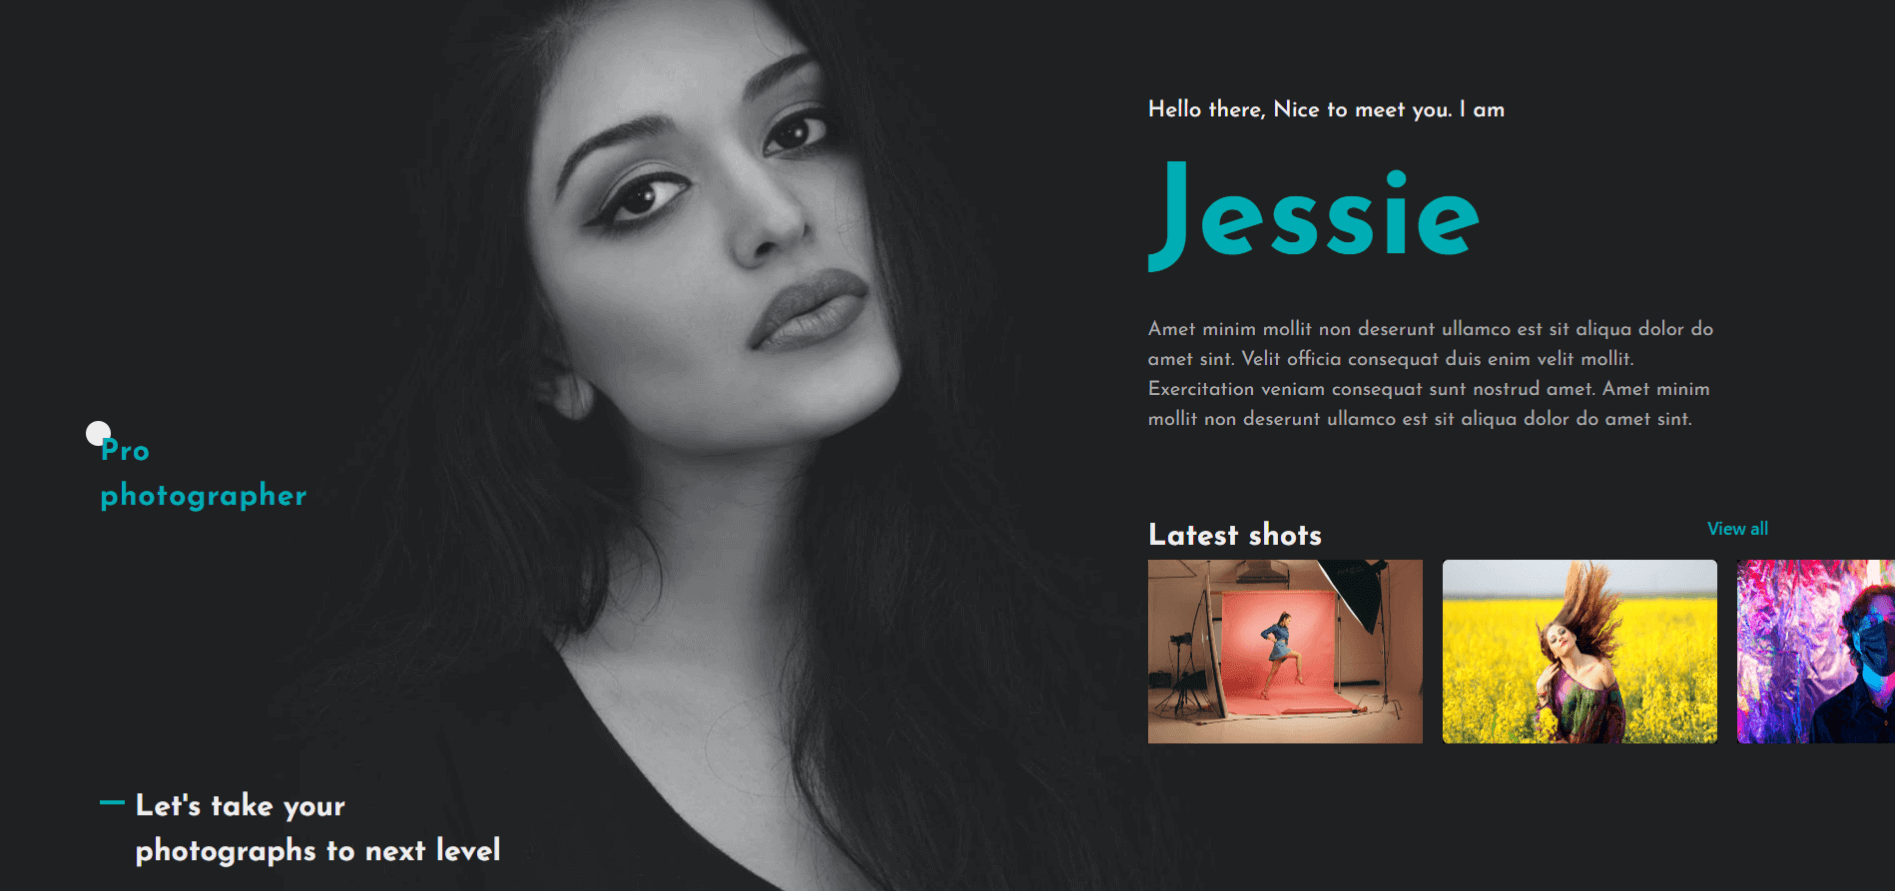 Hello there, Nice to meet you. I am
Jessie
Amet minim mollit non deserunt ullamco est sit aliqua dolor do
amet sint. Velit officia consequat duis enim velit mollit.
Exercitation veniam consequat sunt nostrud amet. Amet minim
mollit non deserunt ullamco est sit aliqua dolor do amet sint.
Pro
photographer
Latest shots
View all
Let's take your
photographs to next level